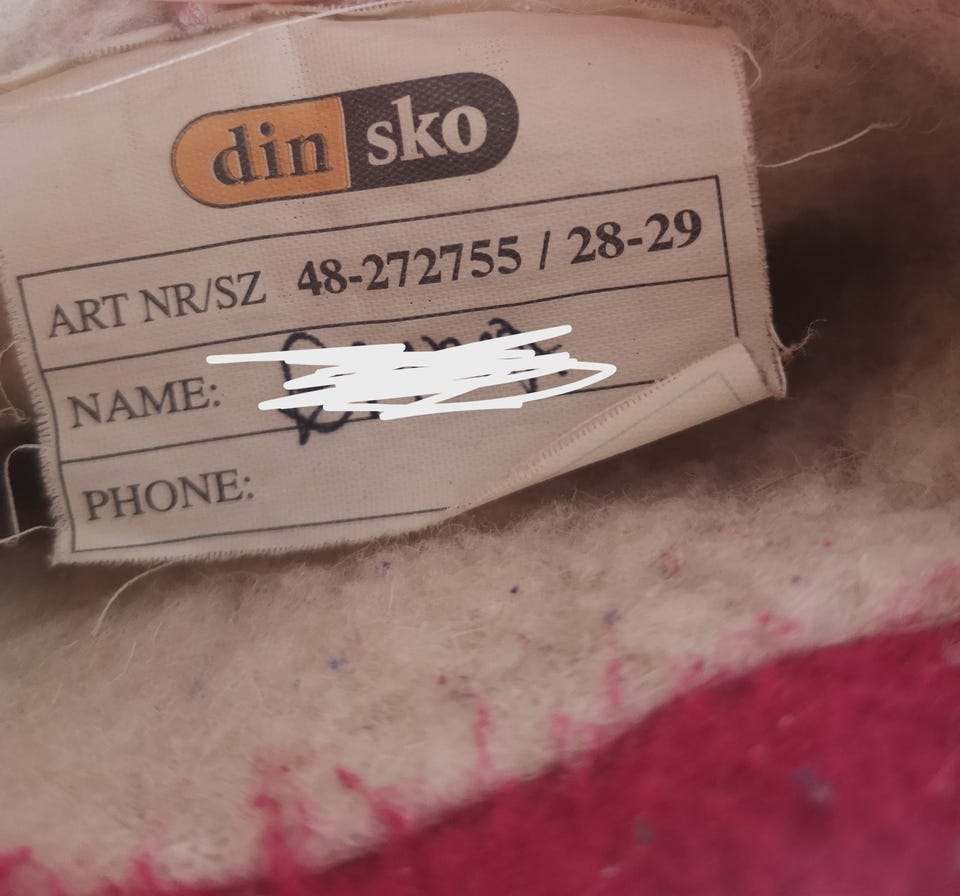 din sko
ART NR/SZ 48-272755 / 28-29
NAME:
PHONE: